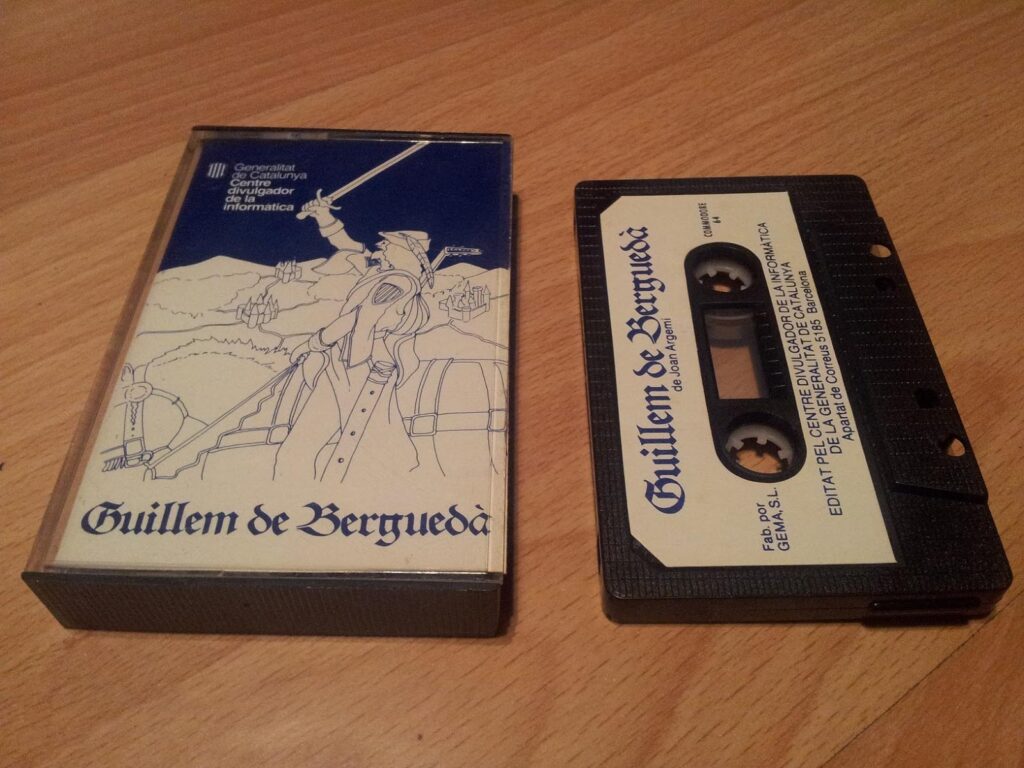 Generalitat
de Catalunya
Centre
divulgador
de la
informàtica
Guillem de Berguedà
Guillem de Berguedà
de Joan Argemí
COMMODORE
64
EDITAT PEL CENTRE DIVULGADOR DE LA INFORMÀTICA
DE LA GENERALITAT DE CATALUNYA
Apartat de Correus 5185 Barcelona
Fab. por
GEMA, S.L.